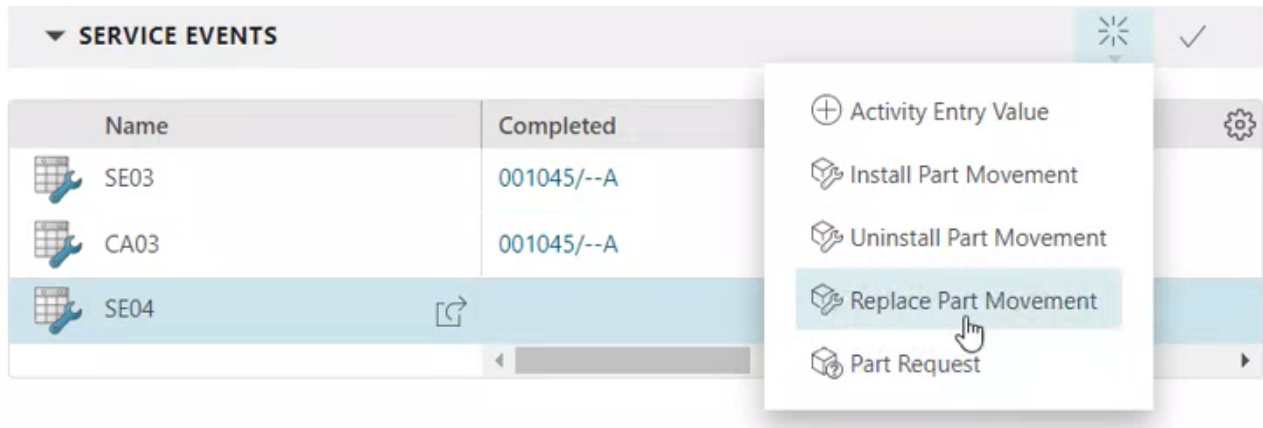 SERVICE EVENTS
Name Completed
SE03 001045/--A
CA03 001045/--A
SE04
Activity Entry Value
Install Part Movement
Uninstall Part Movement
Replace Part Movement
Part Request